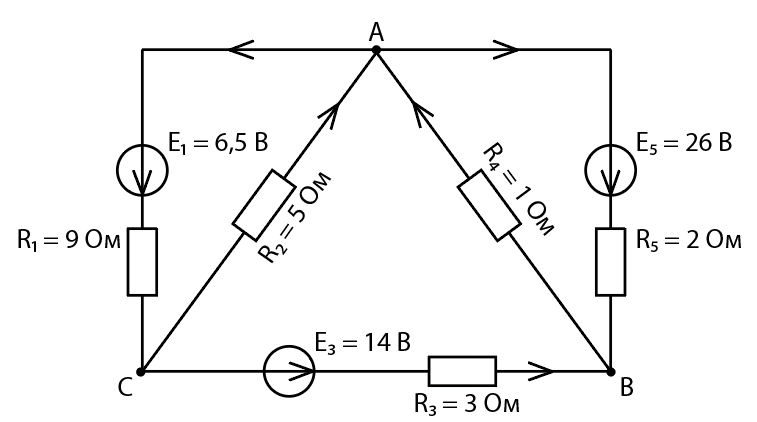 A
E₁ = 6,5 В
E₅ = 26 В
R₄ = 1 Ом
R₂ = 5 Ом
R₁ = 9 Ом
R₅ = 2 Ом
E₃ = 14 В
C
B
R₃ = 3 Ом